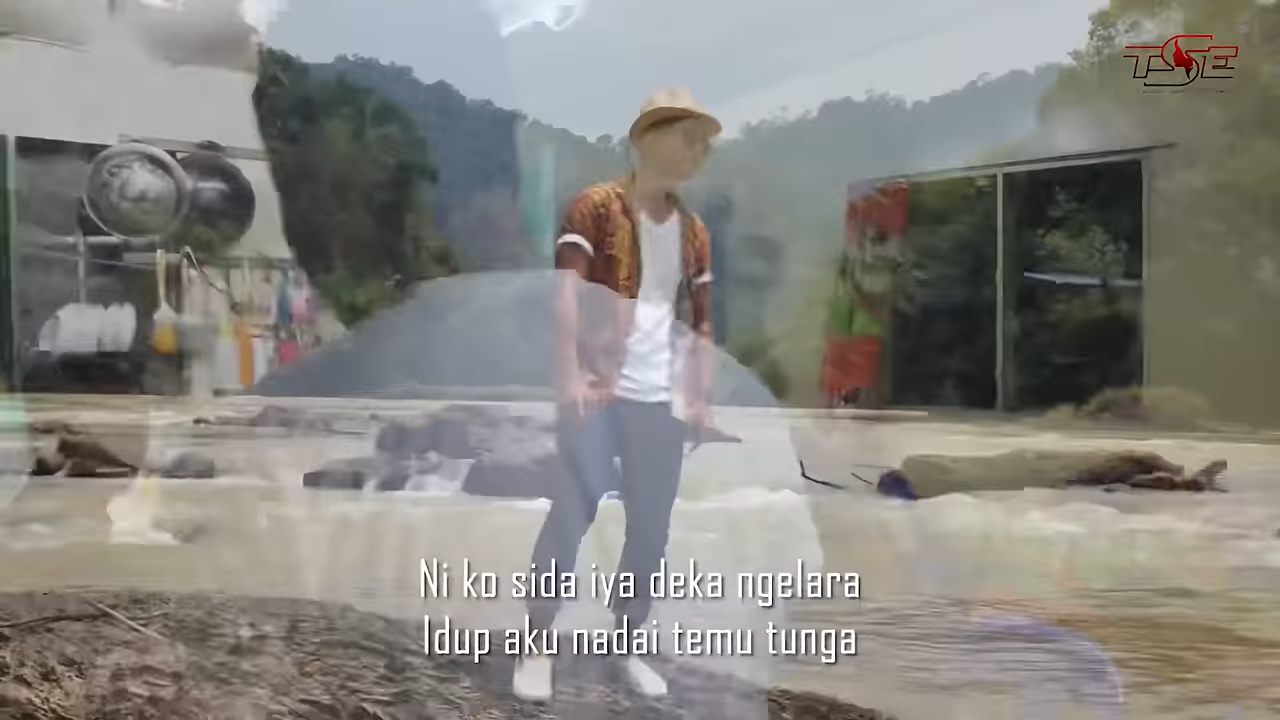 TSE
Ni ko sida iya deka ngelara
Idup aku nadai temu tunga